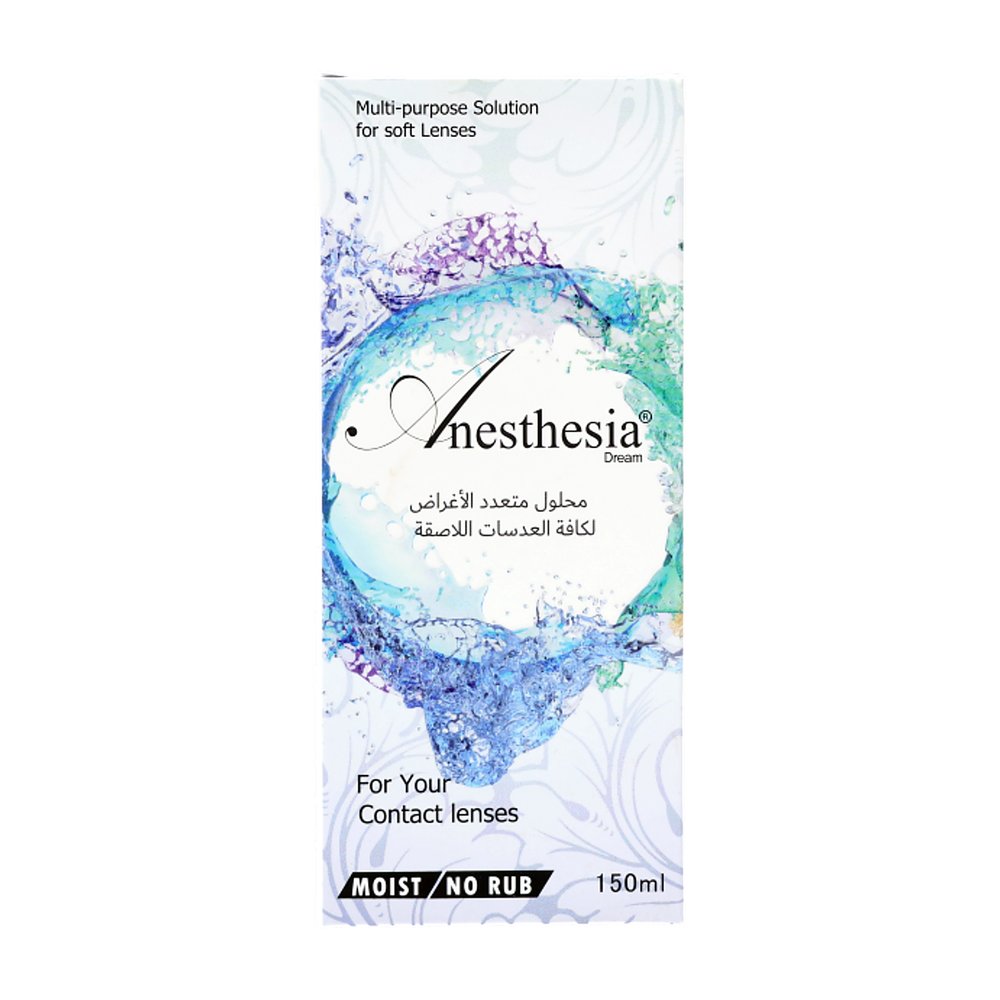 Multi-purpose Solution
for soft Lenses
Anesthesia®
Dream
محلول متعدد الأغراض
لكافة العدسات اللاصقة
For Your
Contact lenses
MOIST / NO RUB
150ml